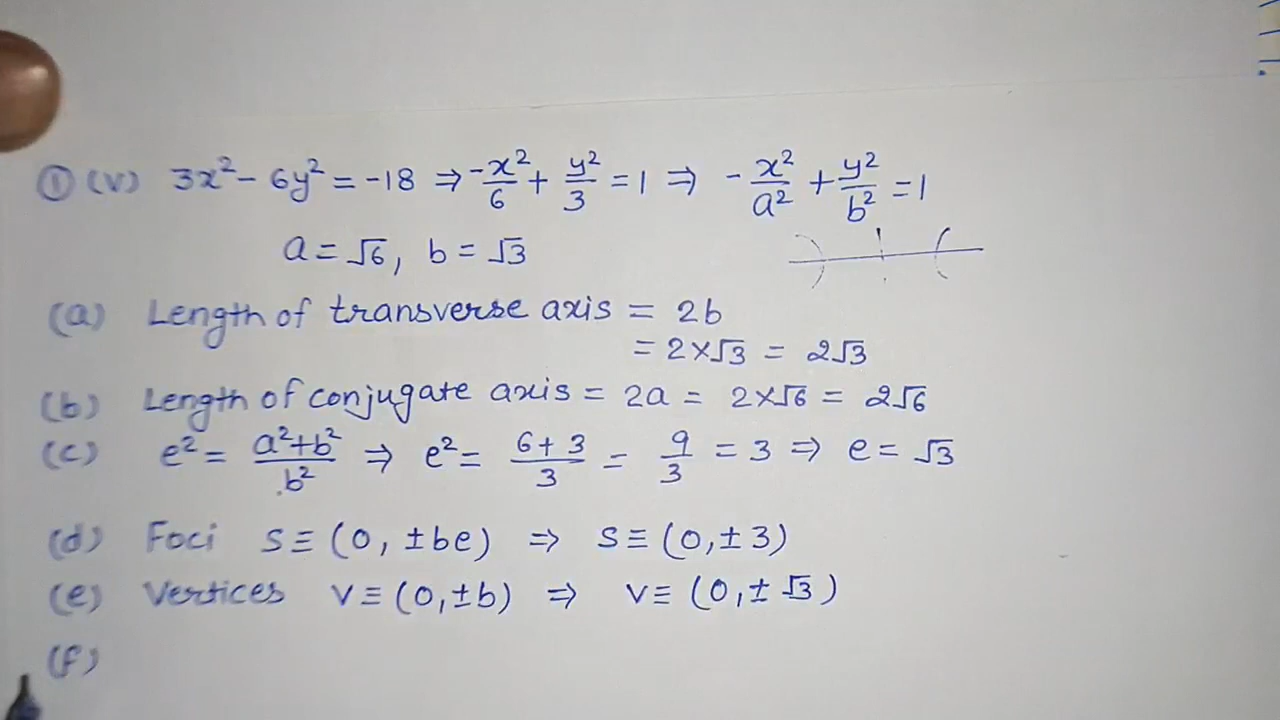 ① (V) 3x² - 6y² = -18 ⇒ -x²/6 + y²/3 = 1 ⇒ -x²/a² + y²/b² = 1
a = √6, b = √3
(a) Length of transverse axis = 2b
= 2×√3 = 2√3
(b) Length of conjugate axis = 2a = 2×√6 = 2√6
(c) e² = a²+b²/b² ⇒ e² = 6+3/3 = 9/3 = 3 ⇒ e = √3
(d) Foci S ≡ (0, ±be) ⇒ S ≡ (0, ±3)
(e) Vertices V ≡ (0, ±b) ⇒ V ≡ (0, ±√3)
(f)